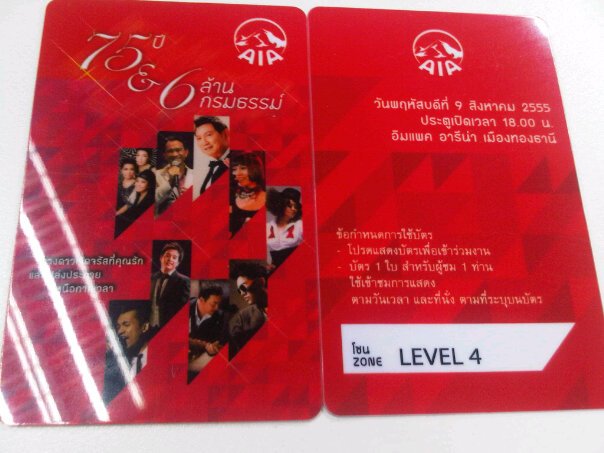 75 ปี
& 6 ล้าน
กรมธรรม์
AIA
ที่คุณรัก
AIA
วันพฤหัสบดีที่ 9 สิงหาคม 2555
ประตูเปิดเวลา 18.00 น.
อิมแพค อารีน่า เมืองทองธานี
ข้อกำหนดการใช้บัตร
- โปรดแสดงบัตรเพื่อเข้าร่วมงาน
- บัตร 1 ใบ สำหรับผู้ชม 1 ท่าน
ใช้เข้าชมการแสดง
ตามวันเวลา และที่นั่ง ตามที่ระบุบนบัตร
โซน
ZONE
LEVEL 4